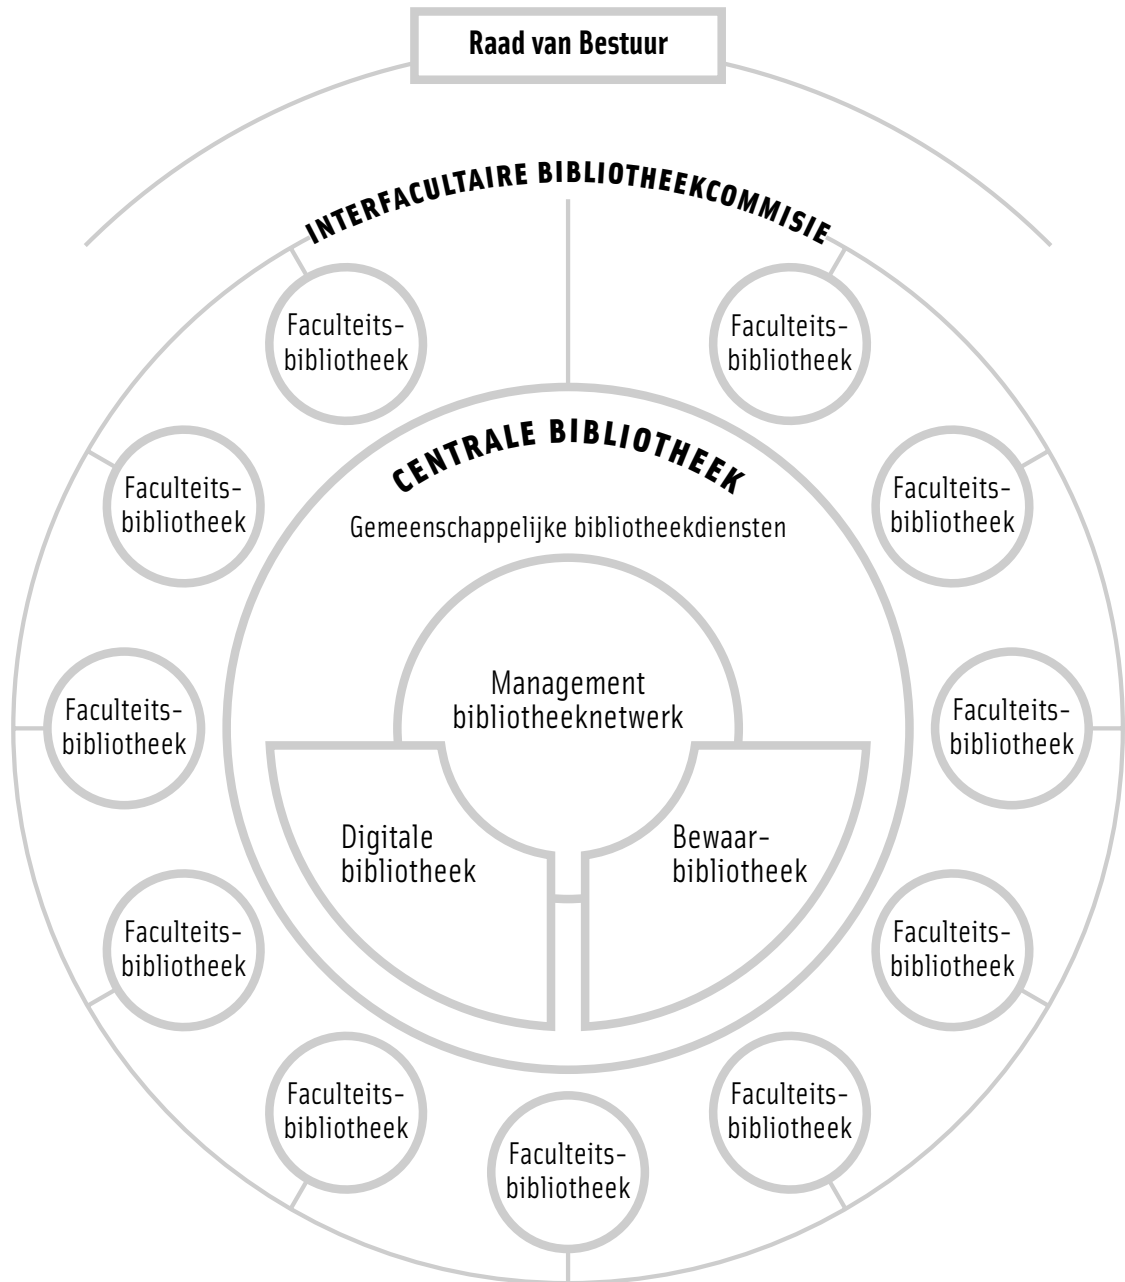 Raad van Bestuur
INTERFACULTAIRE BIBLIOTHEEKCOMMISIE
Faculteits-
bibliotheek
Faculteits-
bibliotheek
CENTRALE BIBLIOTHEEK
Gemeenschappelijke bibliotheekdiensten
Faculteits-
bibliotheek
Faculteits-
bibliotheek
Management
bibliotheeknetwerk
Faculteits-
bibliotheek
Faculteits-
bibliotheek
Digitale
bibliotheek
Bewaar-
bibliotheek
Faculteits-
bibliotheek
Faculteits-
bibliotheek
Faculteits-
bibliotheek
Faculteits-
bibliotheek
Faculteits-
bibliotheek